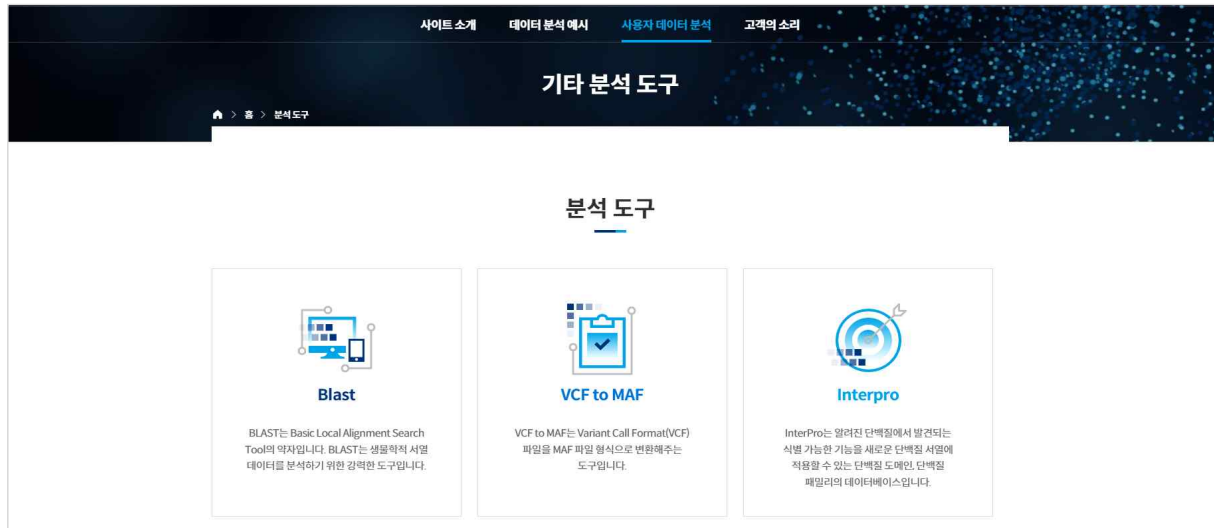 사이트 소개 데이터 분석 예시 사용자 데이터 분석 고객의 소리
기타 분석 도구
홈 > 분석도구
분석 도구
Blast
BLAST는 Basic Local Alignment Search
Tool의 약자입니다. BLAST는 생물학적 서열
데이터를 분석하기 위한 강력한 도구입니다.
VCF to MAF
VCF to MAF는 Variant Call Format(VCF)
파일을 MAF 파일 형식으로 변환해주는
도구입니다.
Interpro
InterPro는 알려진 단백질에서 발견되는
식별 가능한 기능을 새로운 단백질 서열에
적용할 수 있는 단백질 도메인, 단백질
패밀리의 데이터베이스입니다.